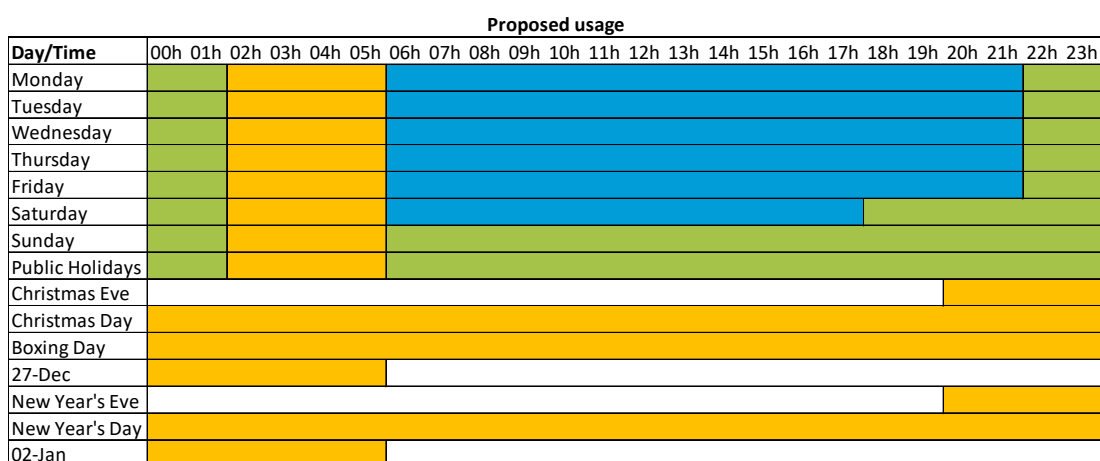 Proposed usage
Day/Time 00h 01h 02h 03h 04h 05h 06h 07h 08h 09h 10h 11h 12h 13h 14h 15h 16h 17h 18h 19h 20h 21h 22h 23h
Monday
Tuesday
Wednesday
Thursday
Friday
Saturday
Sunday
Public Holidays
Christmas Eve
Christmas Day
Boxing Day
27-Dec
New Year's Eve
New Year's Day
02-Jan